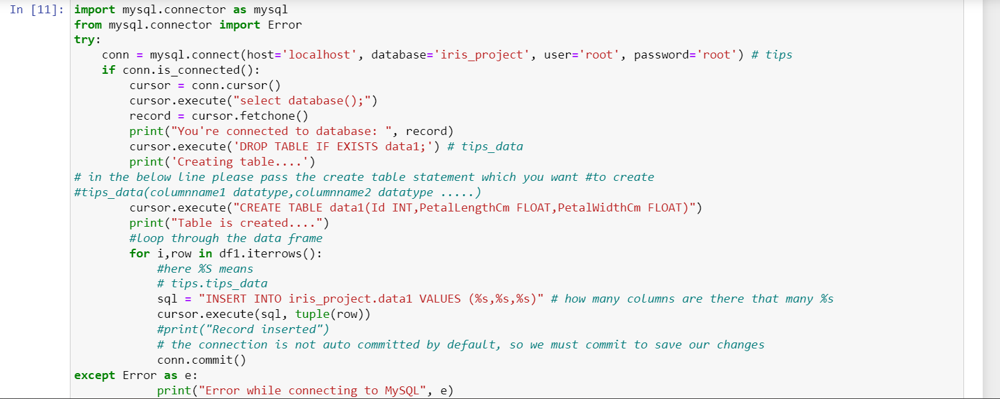 In [11]: import mysql.connector as mysql
from mysql.connector import Error
try:
    conn = mysql.connect(host='localhost', database='iris_project', user='root', password='root') # tips
    if conn.is_connected():
        cursor = conn.cursor()
        cursor.execute("select database();")
        record = cursor.fetchone()
        print("You're connected to database: ", record)
        cursor.execute('DROP TABLE IF EXISTS data1;') # tips_data
        print('Creating table....')
# in the below line please pass the create table statement which you want #to create
#tips_data(columnname1 datatype,columnname2 datatype .....)
        cursor.execute("CREATE TABLE data1(Id INT,PetalLengthCm FLOAT,PetalWidthCm FLOAT)")
        print("Table is created....")
        #loop through the data frame
        for i,row in df1.iterrows():
            #here %S means
            # tips.tips_data
            sql = "INSERT INTO iris_project.data1 VALUES (%s,%s,%s)" # how many columns are there that many %s
            cursor.execute(sql, tuple(row))
            #print("Record inserted")
            # the connection is not auto committed by default, so we must commit to save our changes
            conn.commit()
except Error as e:
            print("Error while connecting to MySQL", e)